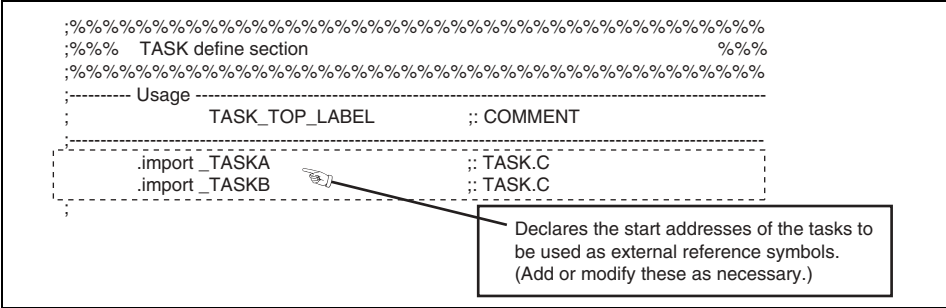 ;%%%%%%%%%%%%%%%%%%%%%%%%%%%%%%%%%%%%%%%%%%
;%%% TASK define section %%%
;%%%%%%%%%%%%%%%%%%%%%%%%%%%%%%%%%%%%%%%%%%
;---------- Usage ----------------------------------------------------------------------------------------------------
; TASK_TOP_LABEL ;: COMMENT
;----------------------------------------------------------------------------------------------------------------------------
.import _TASKA ;: TASK.C
.import _TASKB ;: TASK.C
;
Declares the start addresses of the tasks to
be used as external reference symbols.
(Add or modify these as necessary.)